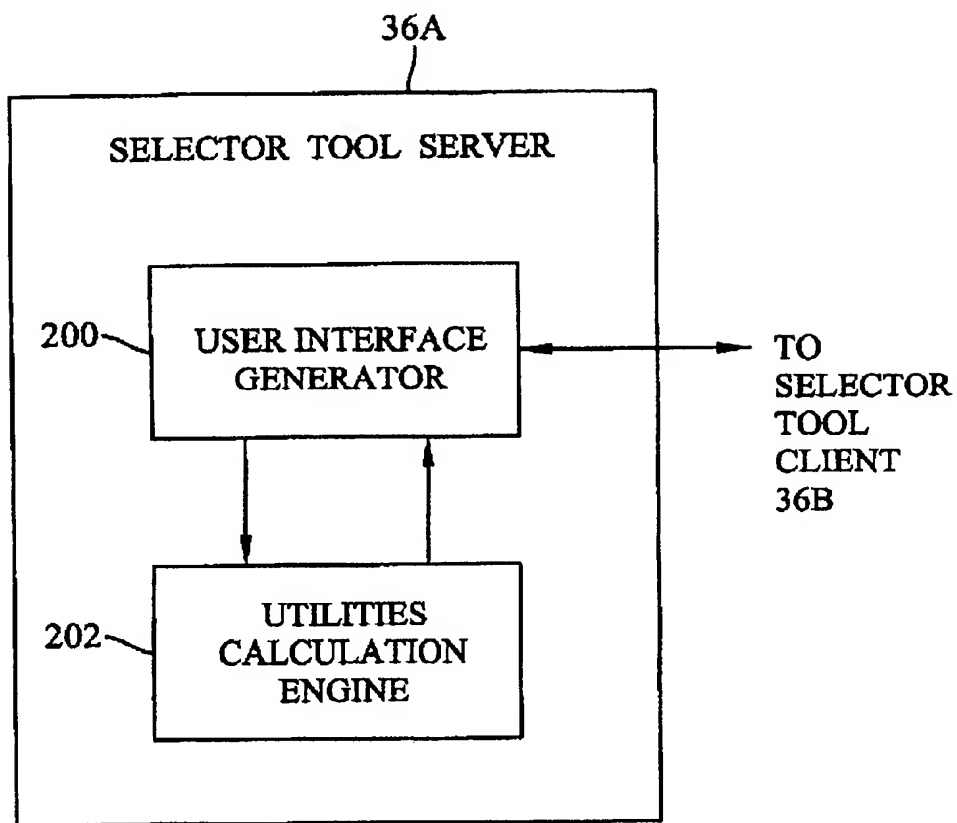 36A
SELECTOR TOOL SERVER
200
USER INTERFACE
GENERATOR
TO
SELECTOR
TOOL
CLIENT
36B
202
UTILITIES
CALCULATION
ENGINE